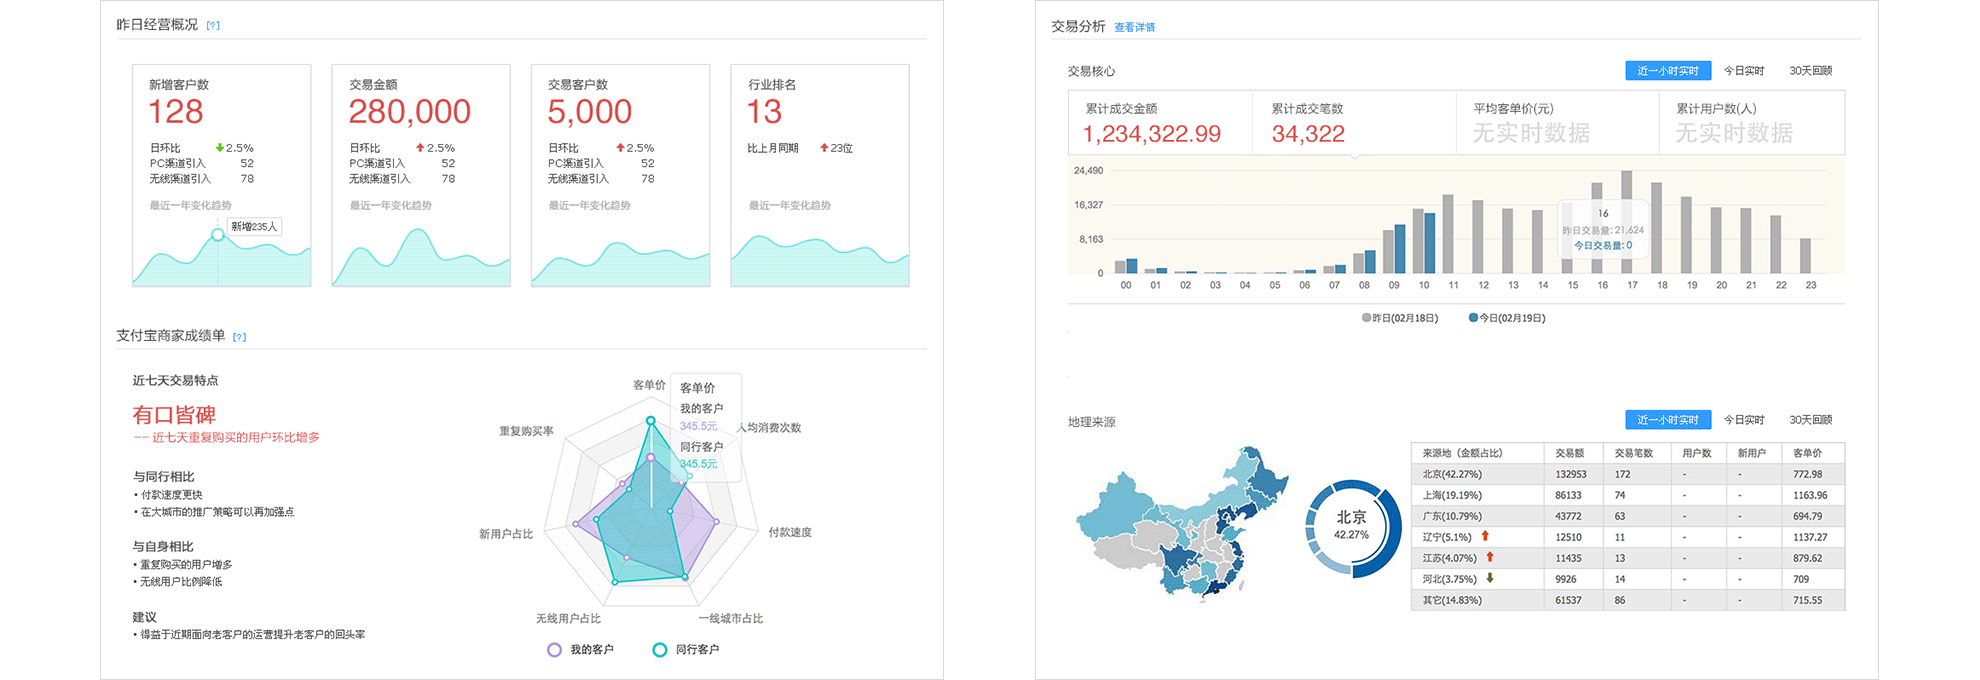 昨日经营概况 [?]
新增客户数
128
日环比 2.5%
PC渠道引入 52
无线渠道引入 78
最近一年变化趋势
新增235人
交易金额
280,000
日环比 2.5%
PC渠道引入 52
无线渠道引入 78
最近一年变化趋势
交易客户数
5,000
日环比 2.5%
PC渠道引入 52
无线渠道引入 78
最近一年变化趋势
行业排名
13
比上月同期 23位
最近一年变化趋势
支付宝商家成绩单 [?]
近七天交易特点
有口皆碑
-- 近七天重复购买的用户环比增多
与同行相比
• 付款速度更快
• 在大城市的推广策略可以再加强点
与自身相比
• 重复购买的用户增多
• 无线用户比例降低
建议
• 得益于近期面向老客户的运营提升老客户的回头率
客单价
人均消费次数
付款速度
一线城市占比
无线用户占比
新用户占比
重复购买率
客单价
我的客户
345.5元
同行客户
345.5元
我的客户 同行客户
交易分析 查看详情
交易核心
近一小时实时 今日实时 30天回顾
累计成交金额
1,234,322.99
累计成交笔数
34,322
平均客单价(元)
无实时数据
累计用户数(人)
无实时数据
24,490
16,327
8,163
0
00 01 02 03 04 05 06 07 08 09 10 11 12 13 14 15 16 17 18 19 20 21 22 23
16
昨日交易量: 21,624
今日交易量: 0
昨日(02月18日) 今日(02月19日)
地理来源
近一小时实时 今日实时 30天回顾
北京
42.27%
来源地（金额占比） 交易额 交易笔数 用户数 新用户 客单价
北京(42.27%) 132953 172 - - 772.98
上海(19.19%) 86133 74 - - 1163.96
广东(10.79%) 43772 63 - - 694.79
辽宁(5.1%) 12510 11 - - 1137.27
江苏(4.07%) 11435 13 - - 879.62
河北(3.75%) 9926 14 - - 709
其它(14.83%) 61537 86 - - 715.55